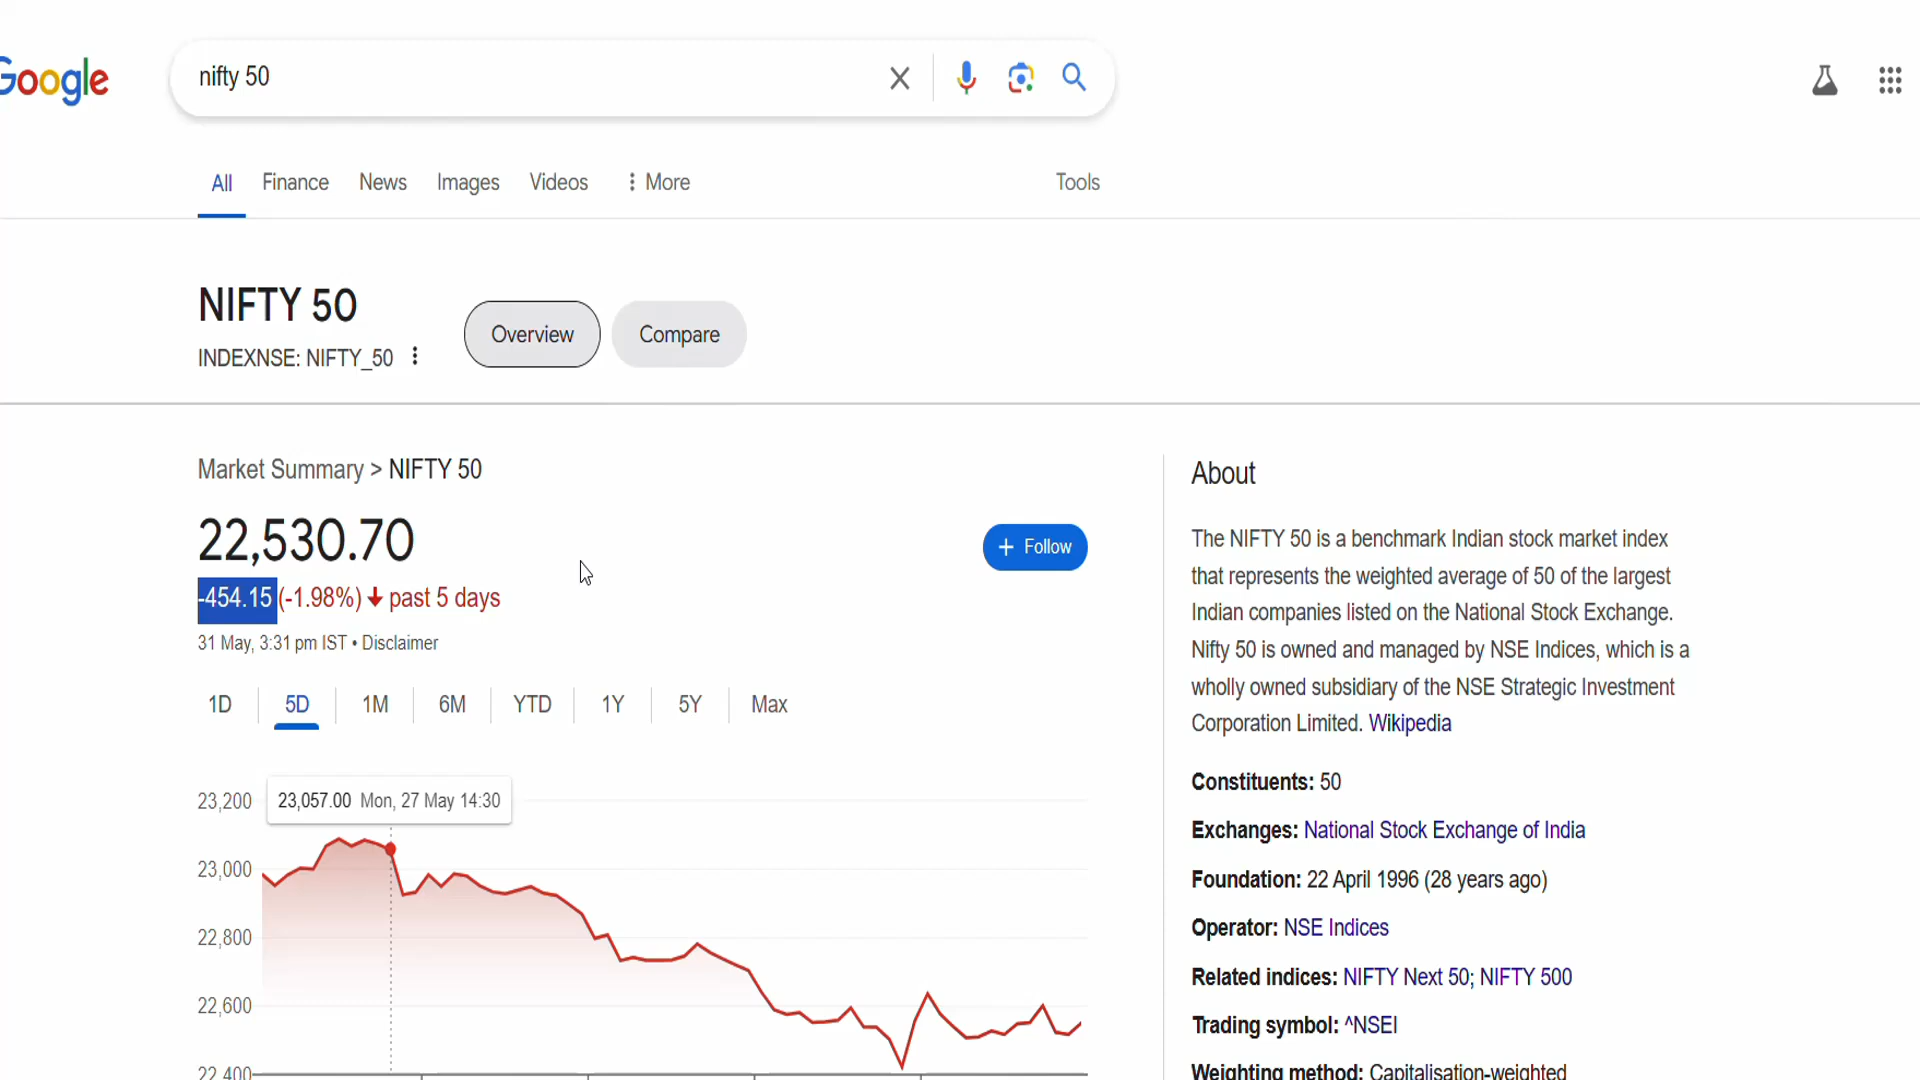 Google
nifty 50
All Finance News Images Videos More Tools
NIFTY 50
INDEXNSE: NIFTY_50
Overview Compare
Market Summary > NIFTY 50
22,530.70
-454.15 (-1.98%) past 5 days
31 May, 3:31 pm IST • Disclaimer
+ Follow
1D 5D 1M 6M YTD 1Y 5Y Max
23,057.00 Mon, 27 May 14:30
23,200
23,000
22,800
22,600
22,400
About
The NIFTY 50 is a benchmark Indian stock market index
that represents the weighted average of 50 of the largest
Indian companies listed on the National Stock Exchange.
Nifty 50 is owned and managed by NSE Indices, which is a
wholly owned subsidiary of the NSE Strategic Investment
Corporation Limited. Wikipedia
Constituents: 50
Exchanges: National Stock Exchange of India
Foundation: 22 April 1996 (28 years ago)
Operator: NSE Indices
Related indices: NIFTY Next 50; NIFTY 500
Trading symbol: ^NSEI
Weighting method: Capitalisation-weighted